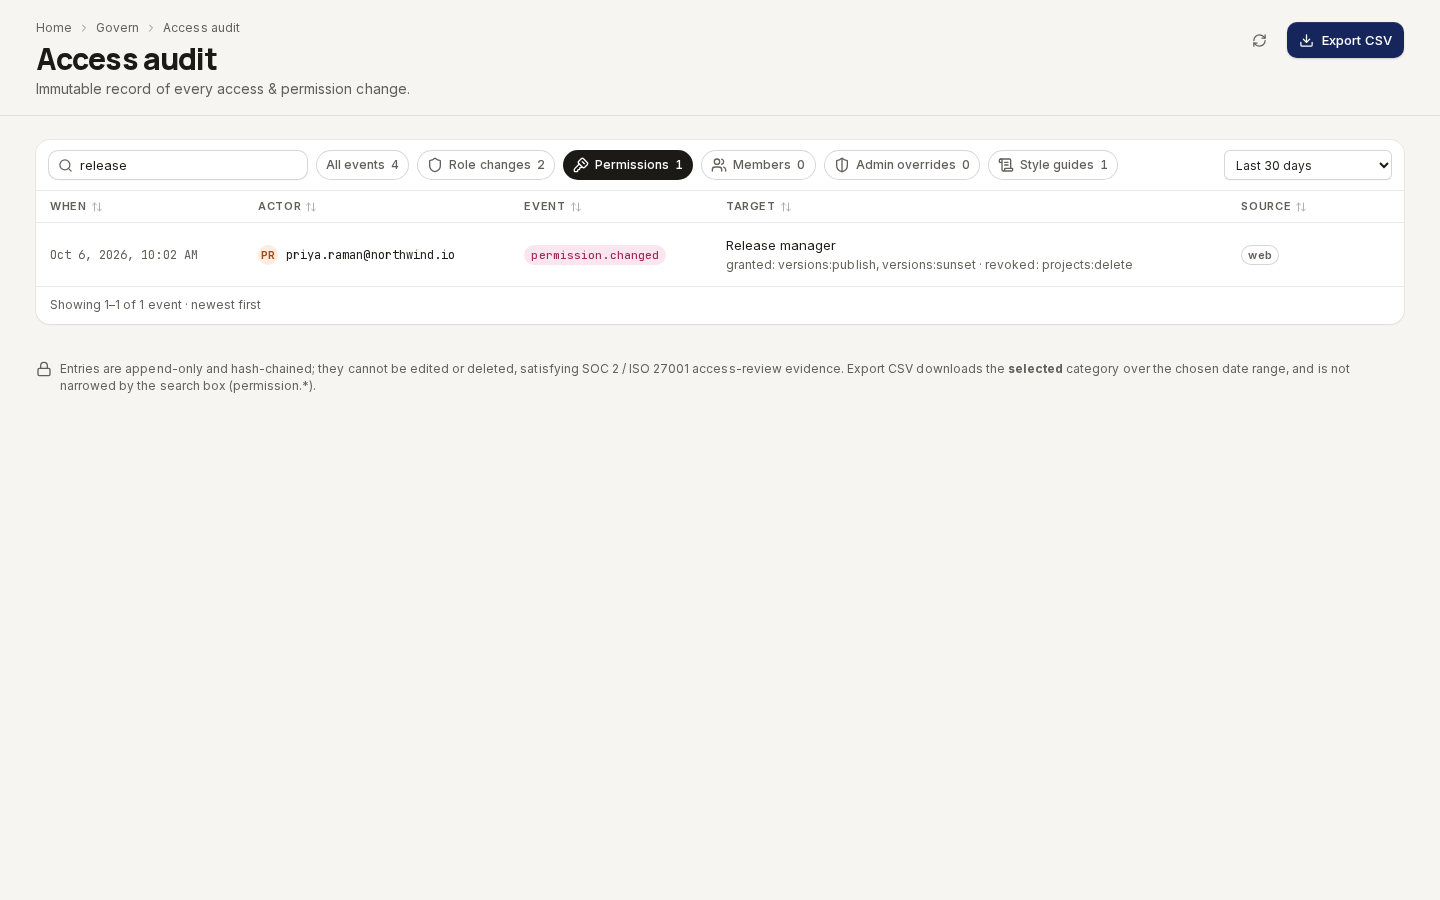 Home > Govern > Access audit
Access audit
Immutable record of every access & permission change.
Export CSV
release
All events 4
Role changes 2
Permissions 1
Members 0
Admin overrides 0
Style guides 1
Last 30 days
WHEN ACTOR EVENT TARGET SOURCE
Oct 6, 2026, 10:02 AM PR priya.raman@northwind.io permission.changed Release manager web
granted: versions:publish, versions:sunset · revoked: projects:delete
Showing 1–1 of 1 event · newest first
Entries are append-only and hash-chained; they cannot be edited or deleted, satisfying SOC 2 / ISO 27001 access-review evidence. Export CSV downloads the selected category over the chosen date range, and is not
narrowed by the search box (permission.*).